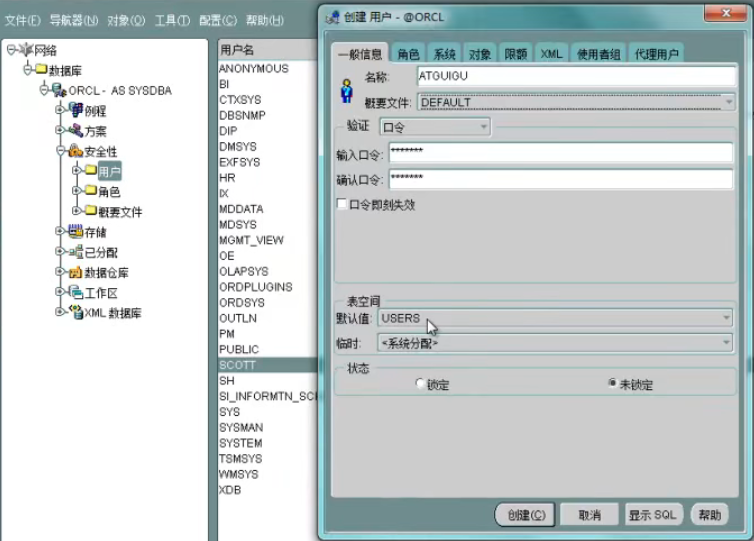 文件(F) 导航器(N) 对象(O) 工具(T) 配置(C) 帮助(H)
网络
数据库
ORCL - AS SYSDBA
例程
方案
安全性
用户
角色
概要文件
存储
已分配
数据仓库
工作区
XML 数据库
用户名
ANONYMOUS
BI
CTXSYS
DBSNMP
DIP
DMSYS
EXFSYS
HR
IX
MDDATA
MDSYS
MGMT_VIEW
OE
OLAPSYS
ORDPLUGINS
ORDSYS
OUTLN
PM
PUBLIC
SCOTT
SH
SI_INFORMTN_SC
SYS
SYSMAN
SYSTEM
TSMSYS
WMSYS
XDB
创建 用户 - @ORCL
一般信息 角色 系统 对象 限额 XML 使用者组 代理用户
名称: ATGUIGU
概要文件: DEFAULT
验证 口令
输入口令: *******
确认口令: *******
口令即刻失效
表空间
默认值: USERS
临时: <系统分配>
状态
锁定 未锁定
创建(C) 取消 显示 SQL 帮助